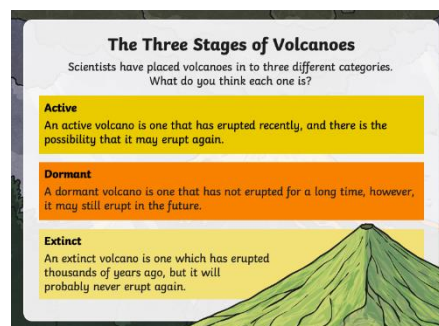 The Three Stages of Volcanoes
Scientists have placed volcanoes in to three different categories.
What do you think each one is?
Active
An active volcano is one that has erupted recently, and there is the
possibility that it may erupt again.
Dormant
A dormant volcano is one that has not erupted for a long time, however,
it may still erupt in the future.
Extinct
An extinct volcano is one which has erupted
thousands of years ago, but it will
probably never erupt again.